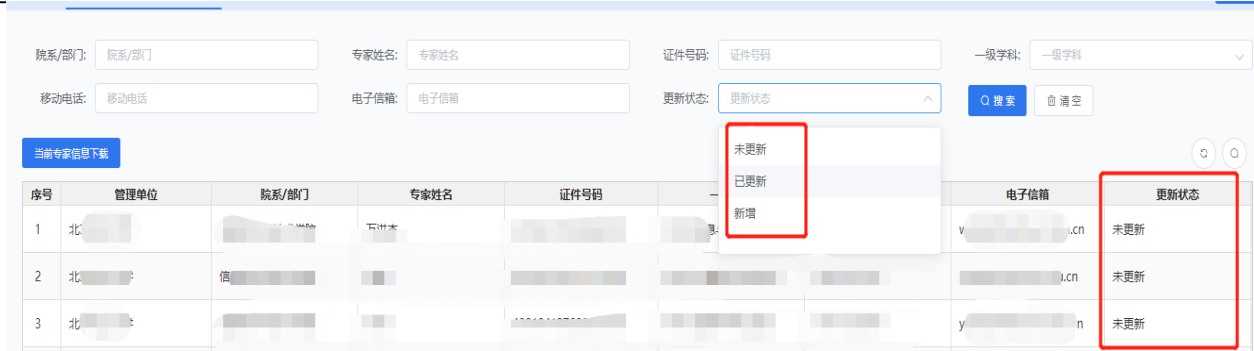 院系/部门: 院系/部门 专家姓名: 专家姓名 证件号码: 证件号码 一级学科: 一级学科
移动电话: 移动电话 电子信箱: 电子信箱 更新状态: 更新状态 搜索 清空
未更新
已更新
新增
当前专家信息下载
序号 管理单位 院系/部门 专家姓名 证件号码 电子信箱 更新状态
1 北 .cn 未更新
2 北 信 .cn 未更新
3 北 学 y n 未更新